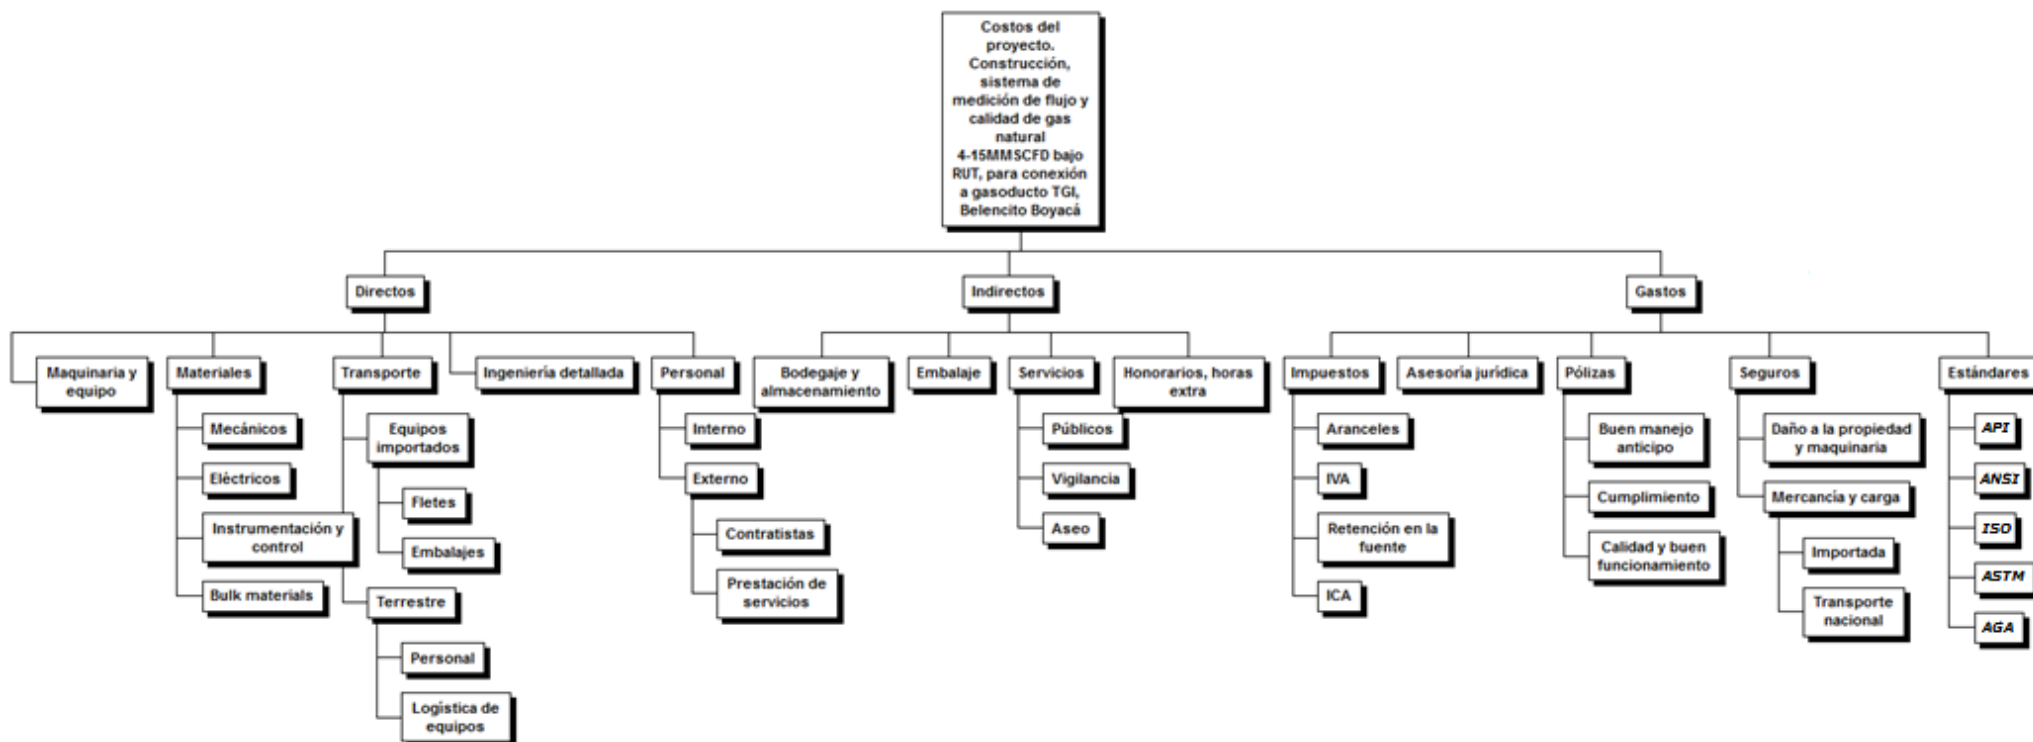 Costos del
proyecto.
Construcción,
sistema de
medición de flujo y
calidad de gas
natural
4-15MMSCFD bajo
RUT, para conexión
a gasoducto TGI,
Belencito Boyacá
Directos
Indirectos
Gastos
Maquinaria y
equipo
Materiales
Mecánicos
Eléctricos
Instrumentación y
control
Bulk materials
Transporte
Equipos
importados
Fletes
Embalajes
Terrestre
Personal
Logística de
equipos
Ingeniería detallada
Personal
Interno
Externo
Contratistas
Prestación de
servicios
Bodegaje y
almacenamiento
Embalaje
Servicios
Públicos
Vigilancia
Aseo
Honorarios, horas
extra
Impuestos
Aranceles
IVA
Retención en la
fuente
ICA
Asesoría jurídica
Pólizas
Buen manejo
anticipo
Cumplimiento
Calidad y buen
funcionamiento
Seguros
Daño a la propiedad
y maquinaria
Mercancía y carga
Importada
Transporte
nacional
Estándares
API
ANSI
ISO
ASTM
AGA